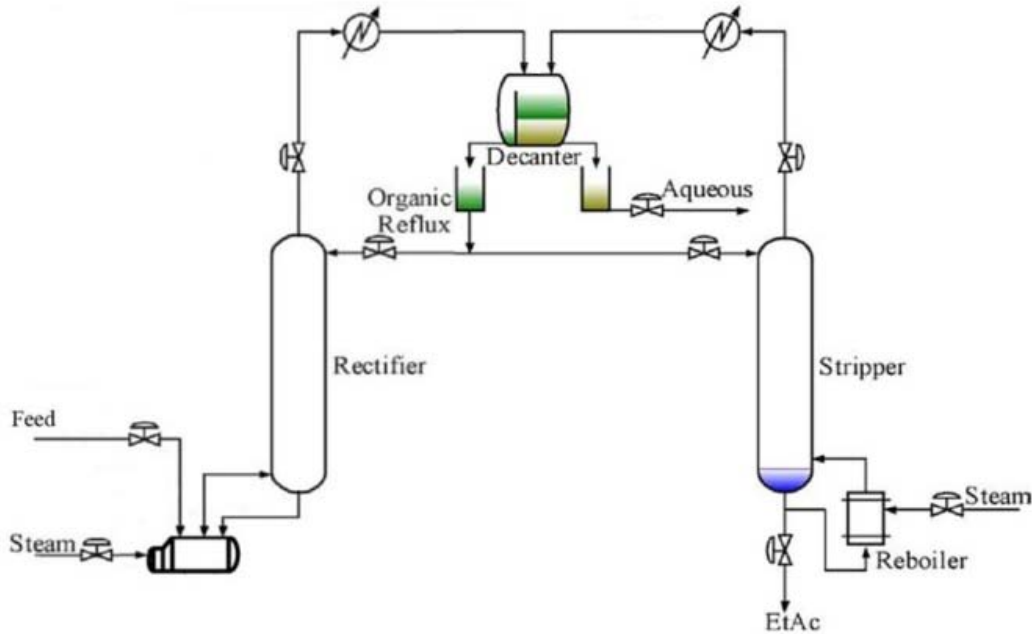 Decanter
Organic
Reflux
Aqueous
Rectifier
Stripper
Feed
Steam
Steam
Reboiler
EtAc